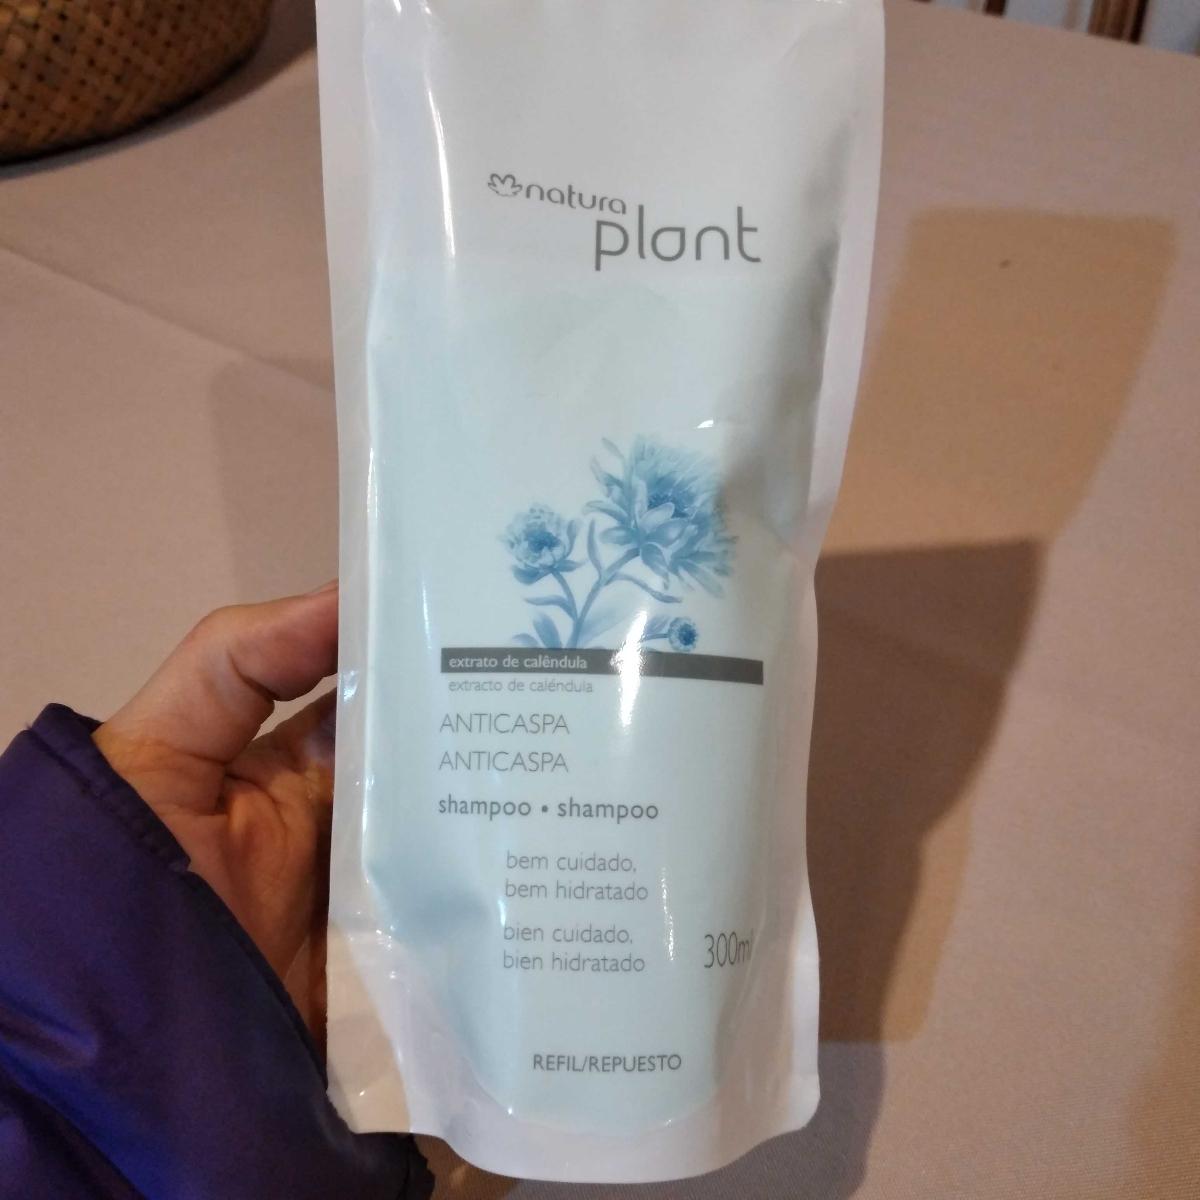 natura
plant
extrato de calêndula
extracto de caléndula
ANTICASPA
ANTICASPA
shampoo • shampoo
bem cuidado,
bem hidratado
bien cuidado,
bien hidratado
300ml
REFIL/REPUESTO